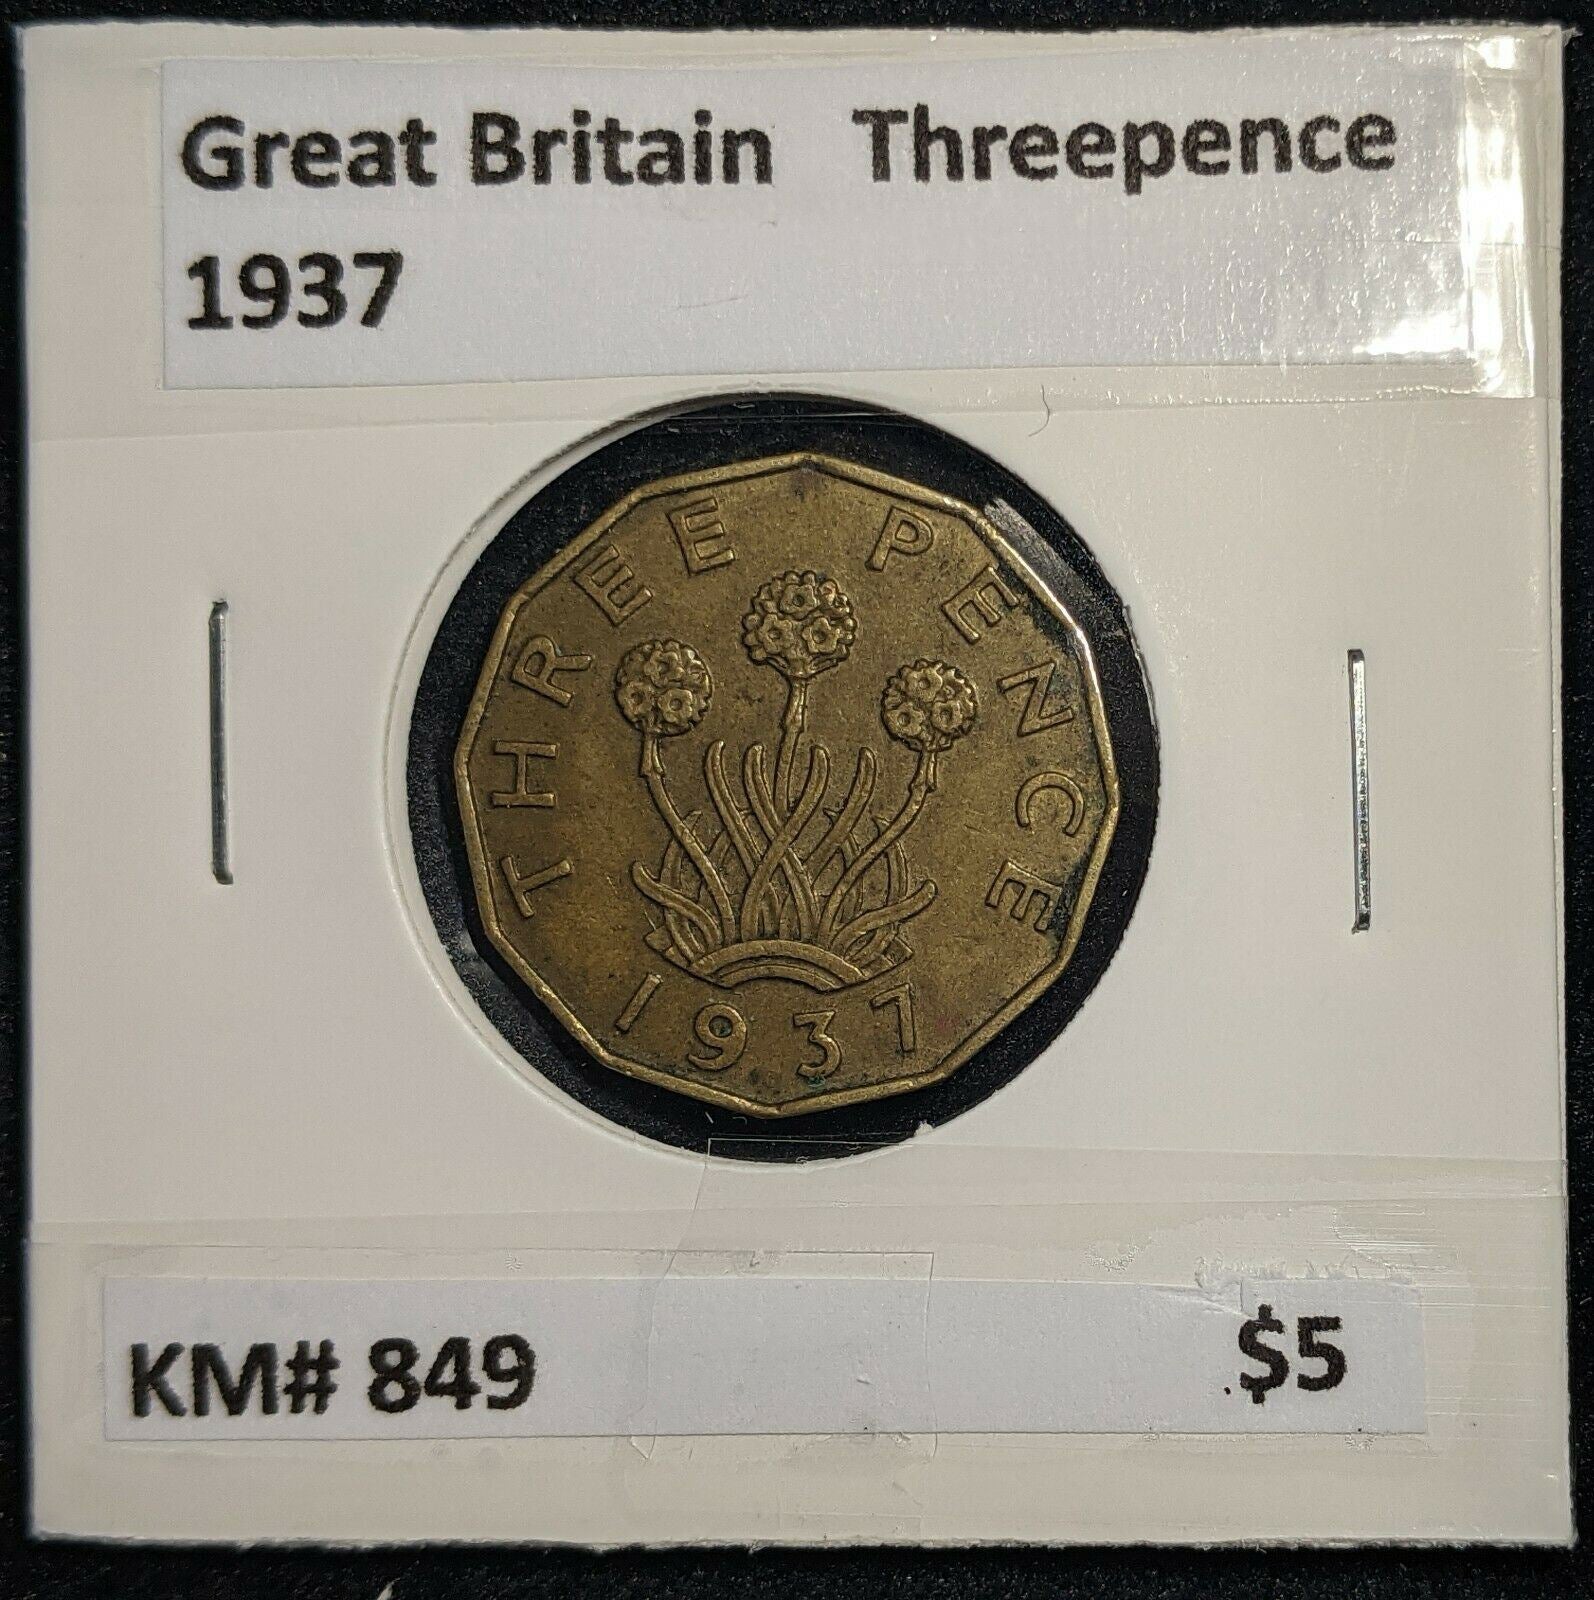 Great Britain Threepence
1937
THREE PENCE
1937
KM# 849 $5